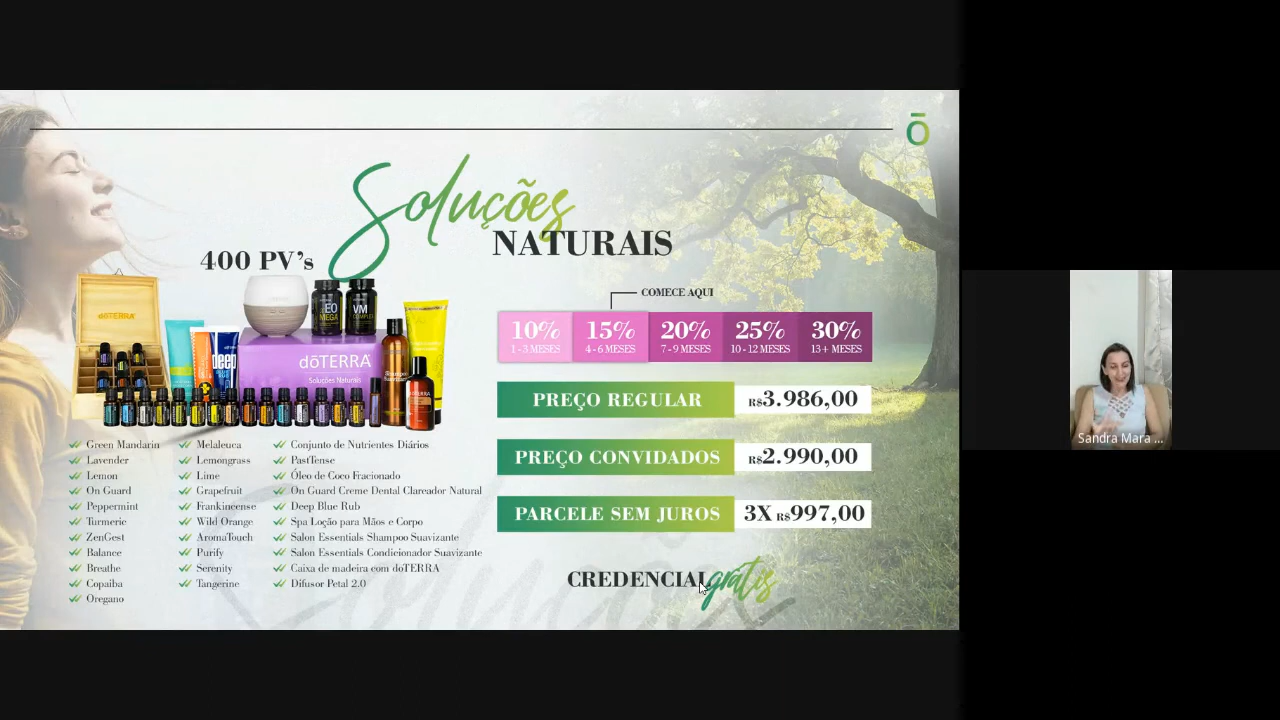 ō
Soluções
NATURAIS
400 PV's
COMECE AQUI
10% 15% 20% 25% 30%
1 - 3 MESES 4 - 6 MESES 7 - 9 MESES 10 - 12 MESES 13+ MESES
PREÇO REGULAR R$3.986,00
PREÇO CONVIDADOS R$2.990,00
PARCELE SEM JUROS 3X R$997,00
CREDENCIAL grátis
dōTERRA
EO
MEGA
VM
COMPLEX
deep
dōTERRA
Soluções Naturais
Green Mandarin
Lavender
Lemon
On Guard
Peppermint
Turmeric
ZenGest
Balance
Breathe
Copaiba
Oregano
Melaleuca
Lemongrass
Lime
Grapefruit
Frankincense
Wild Orange
AromaTouch
Purify
Serenity
Tangerine
Conjunto de Nutrientes Diários
PastTense
Óleo de Coco Fracionado
On Guard Creme Dental Clareador Natural
Deep Blue Rub
Spa Loção para Mãos e Corpo
Salon Essentials Shampoo Suavizante
Salon Essentials Condicionador Suavizante
Caixa de madeira com dōTERRA
Difusor Petal 2.0
Sandra Mara ...